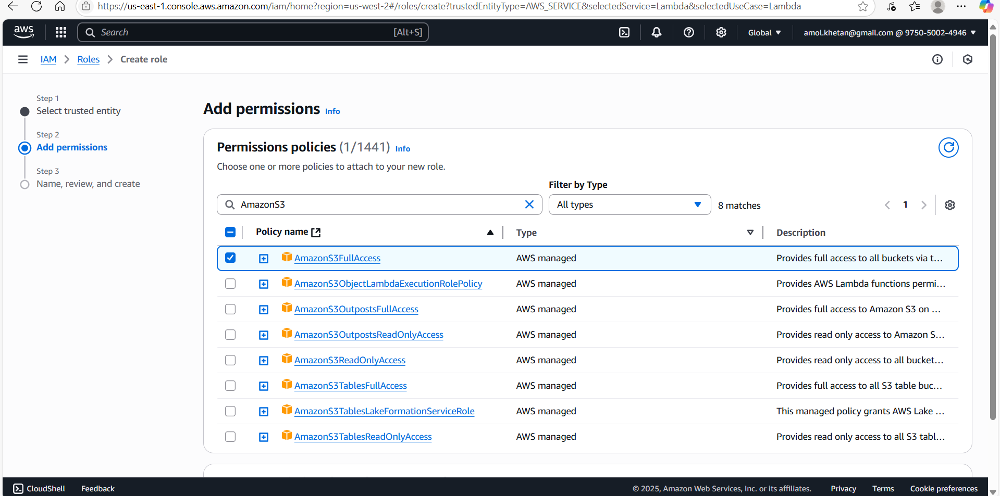 https://us-east-1.console.aws.amazon.com/iam/home?region=us-west-2#/roles/create?trustedEntityType=AWS_SERVICE&selectedService=Lambda&selectedUseCase=Lambda
aws
Search
[Alt+S]
Global
amol.khetan@gmail.com @ 9750-5002-4946
IAM
Roles
Create role
Step 1
Select trusted entity
Step 2
Add permissions
Step 3
Name, review, and create
Add permissions Info
Permissions policies (1/1441) Info
Choose one or more policies to attach to your new role.
Filter by Type
AmazonS3
All types
8 matches
1
Policy name
Type
Description
AmazonS3FullAccess AWS managed Provides full access to all buckets via t...
AmazonS3ObjectLambdaExecutionRolePolicy AWS managed Provides AWS Lambda functions permi...
AmazonS3OutpostsFullAccess AWS managed Provides full access to Amazon S3 on ...
AmazonS3OutpostsReadOnlyAccess AWS managed Provides read only access to Amazon S...
AmazonS3ReadOnlyAccess AWS managed Provides read only access to all bucket...
AmazonS3TablesFullAccess AWS managed Provides full access to all S3 table buc...
AmazonS3TablesLakeFormationServiceRole AWS managed This managed policy grants AWS Lake ...
AmazonS3TablesReadOnlyAccess AWS managed Provides read only access to all S3 tabl...
CloudShell
Feedback
© 2025, Amazon Web Services, Inc. or its affiliates.
Privacy
Terms
Cookie preferences